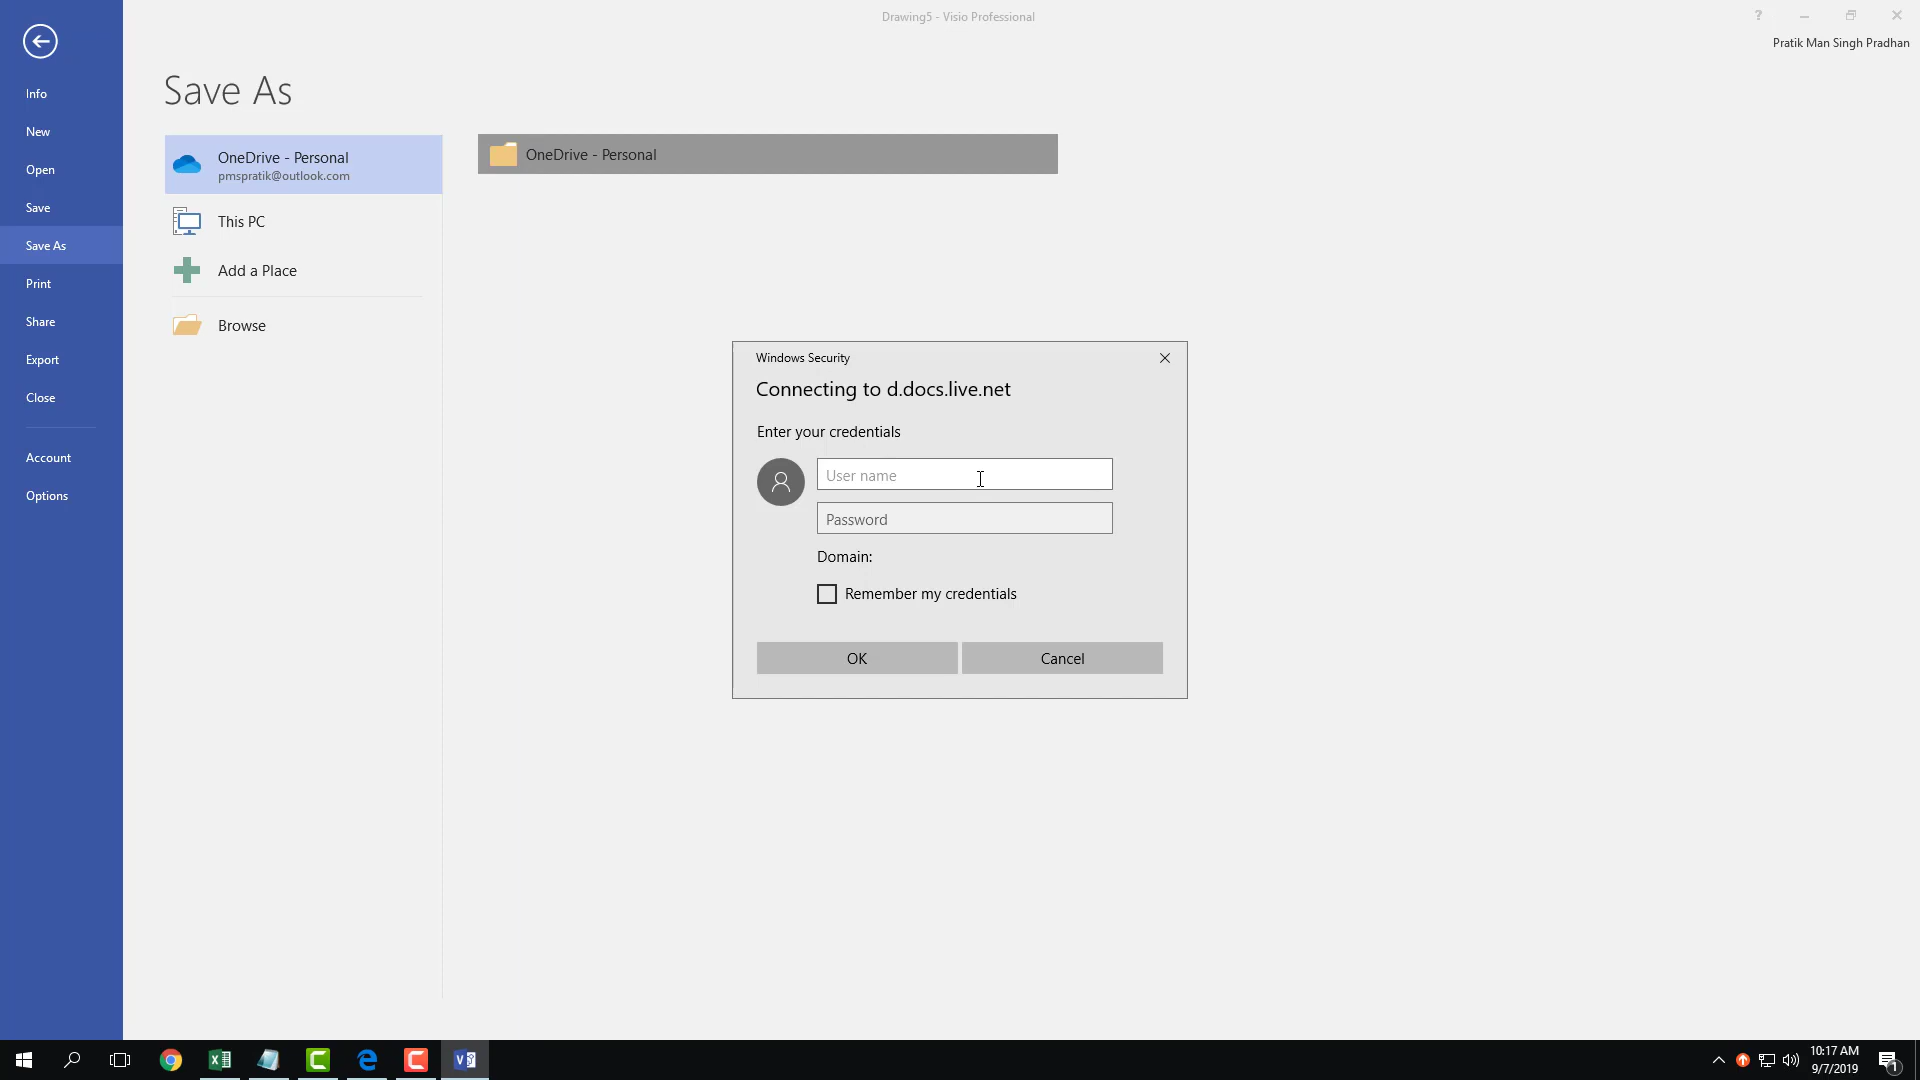 Drawing5 - Visio Professional
?
Pratik Man Singh Pradhan
Info
New
Open
Save
Save As
Print
Share
Export
Close
Account
Options
Save As
OneDrive - Personal
pmspratik@outlook.com
This PC
Add a Place
Browse
OneDrive - Personal
Windows Security
Connecting to d.docs.live.net
Enter your credentials
User name
Password
Domain:
Remember my credentials
OK
Cancel
10:17 AM
9/7/2019
1